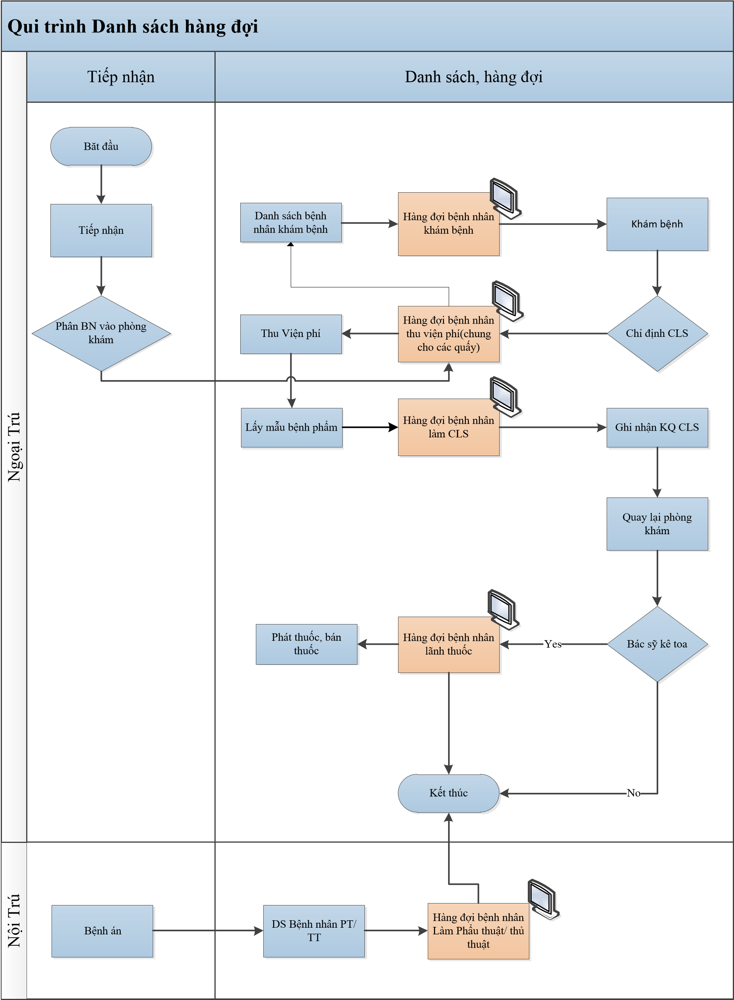 Qui trình Danh sách hàng đợi
Tiếp nhận
Danh sách, hàng đợi
Ngoại Trú
Băt đầu
Tiếp nhận
Phân BN vào phòng
khám
Danh sách bệnh
nhân khám bệnh
Hàng đợi bệnh nhân
khám bệnh
Khám bệnh
Thu Viện phí
Hàng đợi bệnh nhân
thu viện phí(chung
cho các quấy)
Chỉ định CLS
Lấy mẫu bệnh phẩm
Hàng đợi bệnh nhân
làm CLS
Ghi nhận KQ CLS
Quay lại phòng
khám
Phát thuốc, bán
thuốc
Hàng đợi bệnh nhân
lãnh thuốc
Yes
Bác sỹ kê toa
Kết thúc
No
Nội Trú
Bệnh án
DS Bệnh nhân PT/
TT
Hàng đợi bệnh nhân
Làm Phẩu thuật/ thủ
thuật